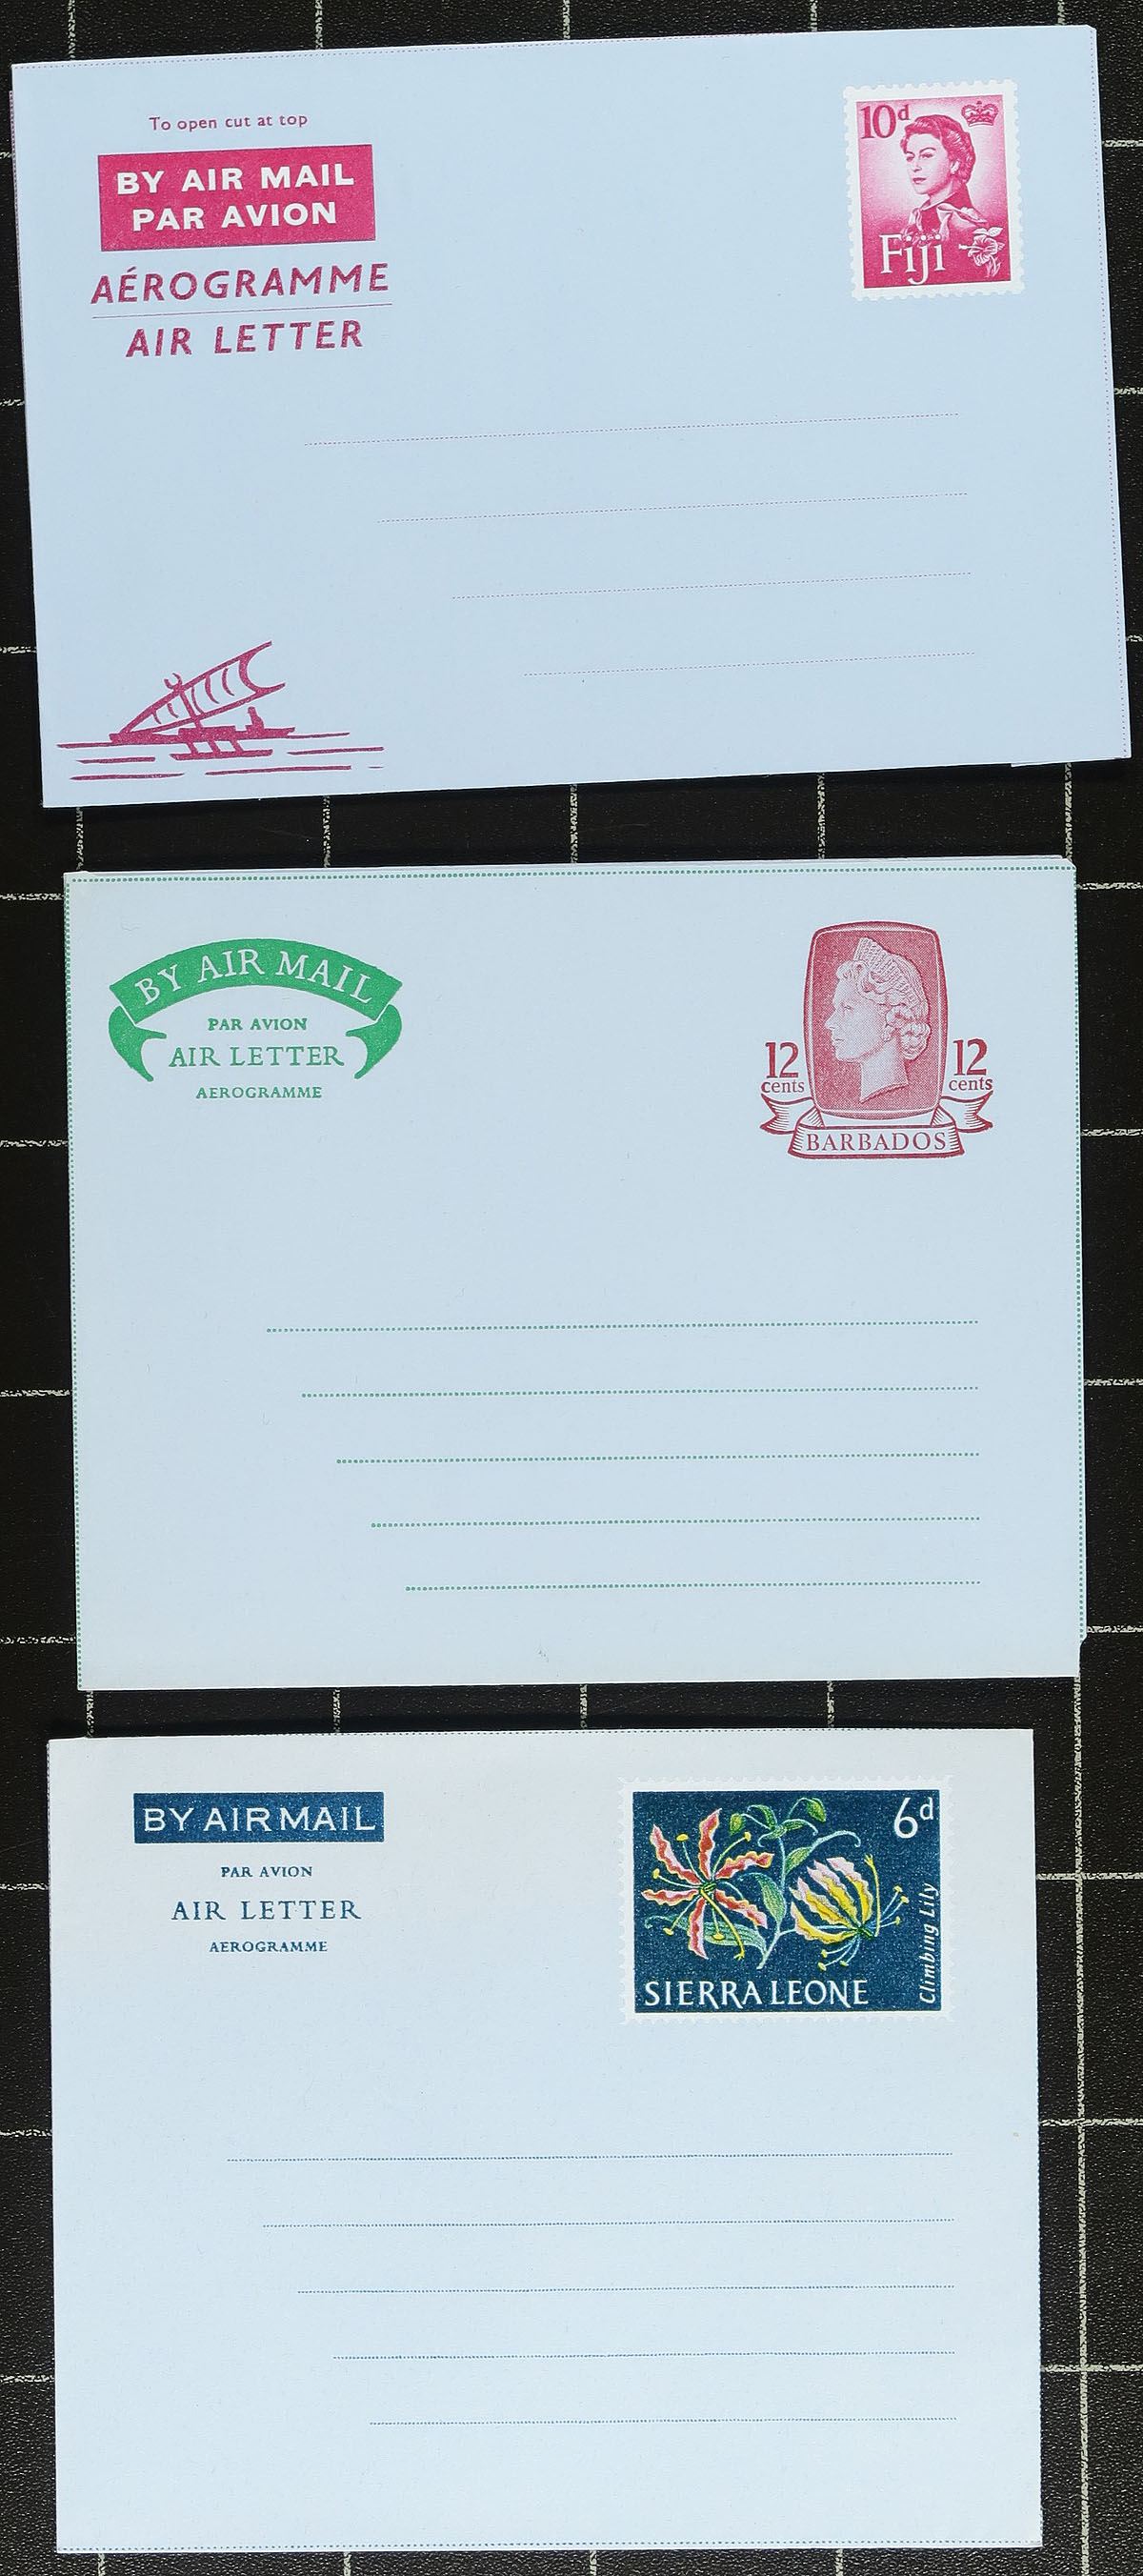 To open cut at top
BY AIR MAIL
PAR AVION
AÉROGRAMME
AIR LETTER
10d
Fiji
BY AIR MAIL
PAR AVION
AIR LETTER
AEROGRAMME
12 cents
12 cents
BARBADOS
BY AIR MAIL
PAR AVION
AIR LETTER
AEROGRAMME
6d
Climbing Lily
SIERRA LEONE